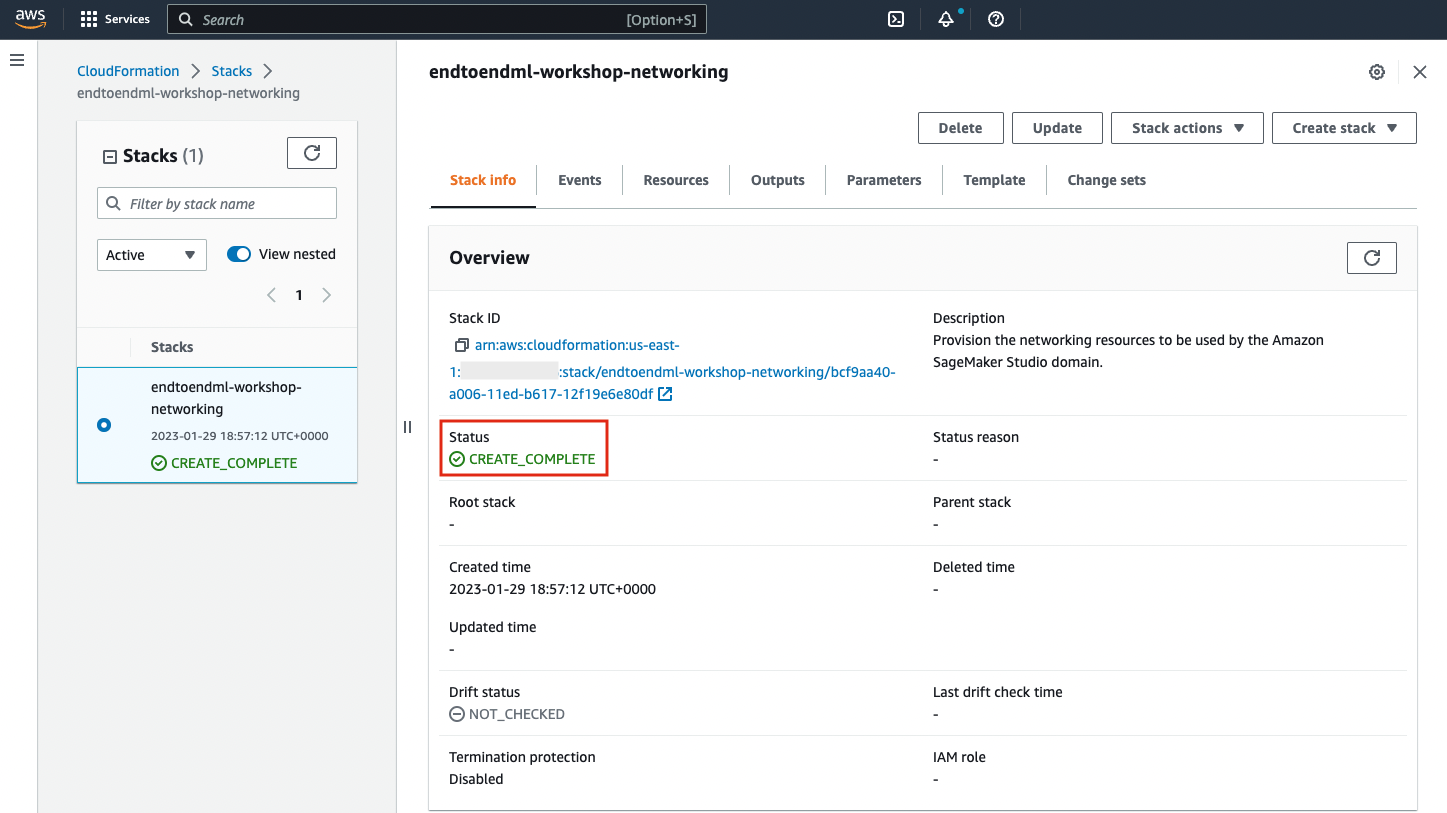 aws
Services
Search
[Option+S]
CloudFormation
Stacks
endtoendml-workshop-networking
Stacks (1)
Filter by stack name
Active
View nested
1
Stacks
endtoendml-workshop-
networking
2023-01-29 18:57:12 UTC+0000
CREATE_COMPLETE
endtoendml-workshop-networking
Delete
Update
Stack actions
Create stack
Stack info
Events
Resources
Outputs
Parameters
Template
Change sets
Overview
Stack ID
arn:aws:cloudformation:us-east-
1: :stack/endtoendml-workshop-networking/bcf9aa40-
a006-11ed-b617-12f19e6e80df
Description
Provision the networking resources to be used by the Amazon
SageMaker Studio domain.
Status
CREATE_COMPLETE
Status reason
-
Root stack
-
Parent stack
-
Created time
2023-01-29 18:57:12 UTC+0000
Deleted time
-
Updated time
-
Drift status
NOT_CHECKED
Last drift check time
-
Termination protection
Disabled
IAM role
-